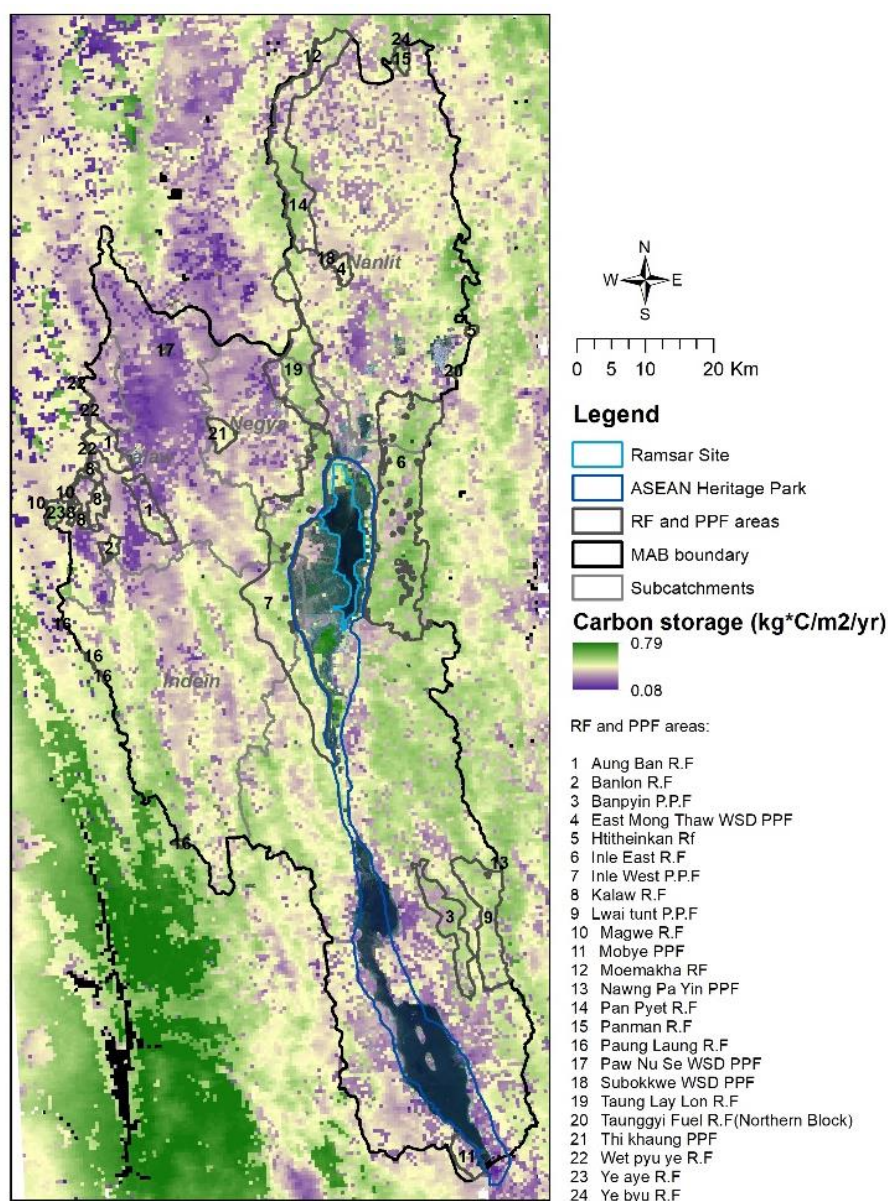 24
12
15
14
18
4
Nanlit
5
17
19
20
22
22
21
Negya
1
Kalaw
22
6
8
10
8
1
10
23
8
8
2
7
16
16
16
Indein
16
13
3
9
11
N
W
E
S
0 5 10 20 Km
Legend
Ramsar Site
ASEAN Heritage Park
RF and PPF areas
MAB boundary
Subcatchments
Carbon storage (kg*C/m2/yr)
0.79
0.08
RF and PPF areas:
1 Aung Ban R.F
2 Banlon R.F
3 Banpyin P.P.F
4 East Mong Thaw WSD PPF
5 Htitheinkan Rf
6 Inle East R.F
7 Inle West P.P.F
8 Kalaw R.F
9 Lwai tunt P.P.F
10 Magwe R.F
11 Mobye PPF
12 Moemakha RF
13 Nawng Pa Yin PPF
14 Pan Pyet R.F
15 Panman R.F
16 Paung Laung R.F
17 Paw Nu Se WSD PPF
18 Subokkwe WSD PPF
19 Taung Lay Lon R.F
20 Taunggyi Fuel R.F(Northern Block)
21 Thi khaung PPF
22 Wet pyu ye R.F
23 Ye aye R.F
24 Ye byu R.F